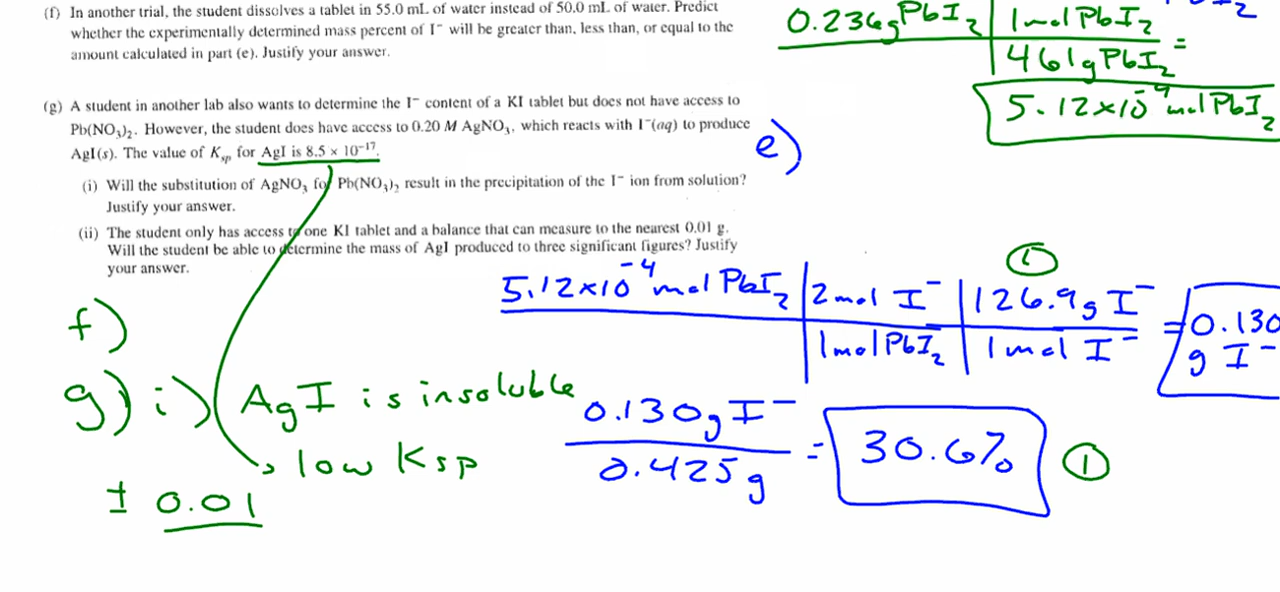 (f) In another trial, the student dissolves a tablet in 55.0 mL of water instead of 50.0 mL of water. Predict
whether the experimentally determined mass percent of I⁻ will be greater than, less than, or equal to the
amount calculated in part (e). Justify your answer.
0.236g PbI₂ | 1mol PbI₂
461g PbI₂ =
5.12×10⁻⁴ mol PbI₂
(g) A student in another lab also wants to determine the I⁻ content of a KI tablet but does not have access to
Pb(NO₃)₂. However, the student does have access to 0.20 M AgNO₃, which reacts with I⁻(aq) to produce
AgI(s). The value of Kₛₚ for AgI is 8.5 × 10⁻¹⁷.
e)
(i) Will the substitution of AgNO₃ for Pb(NO₃)₂ result in the precipitation of the I⁻ ion from solution?
Justify your answer.
(ii) The student only has access to one KI tablet and a balance that can measure to the nearest 0.01 g.
Will the student be able to determine the mass of AgI produced to three significant figures? Justify
your answer.
①
5.12×10⁻⁴ mol PbI₂ | 2mol I⁻ | 126.9g I⁻
1mol PbI₂ | 1 mol I⁻
= 0.130
g I⁻
f)
g) i) AgI is insoluble
low Ksp
± 0.01
0.130g I⁻
0.425g
= 30.6% ①